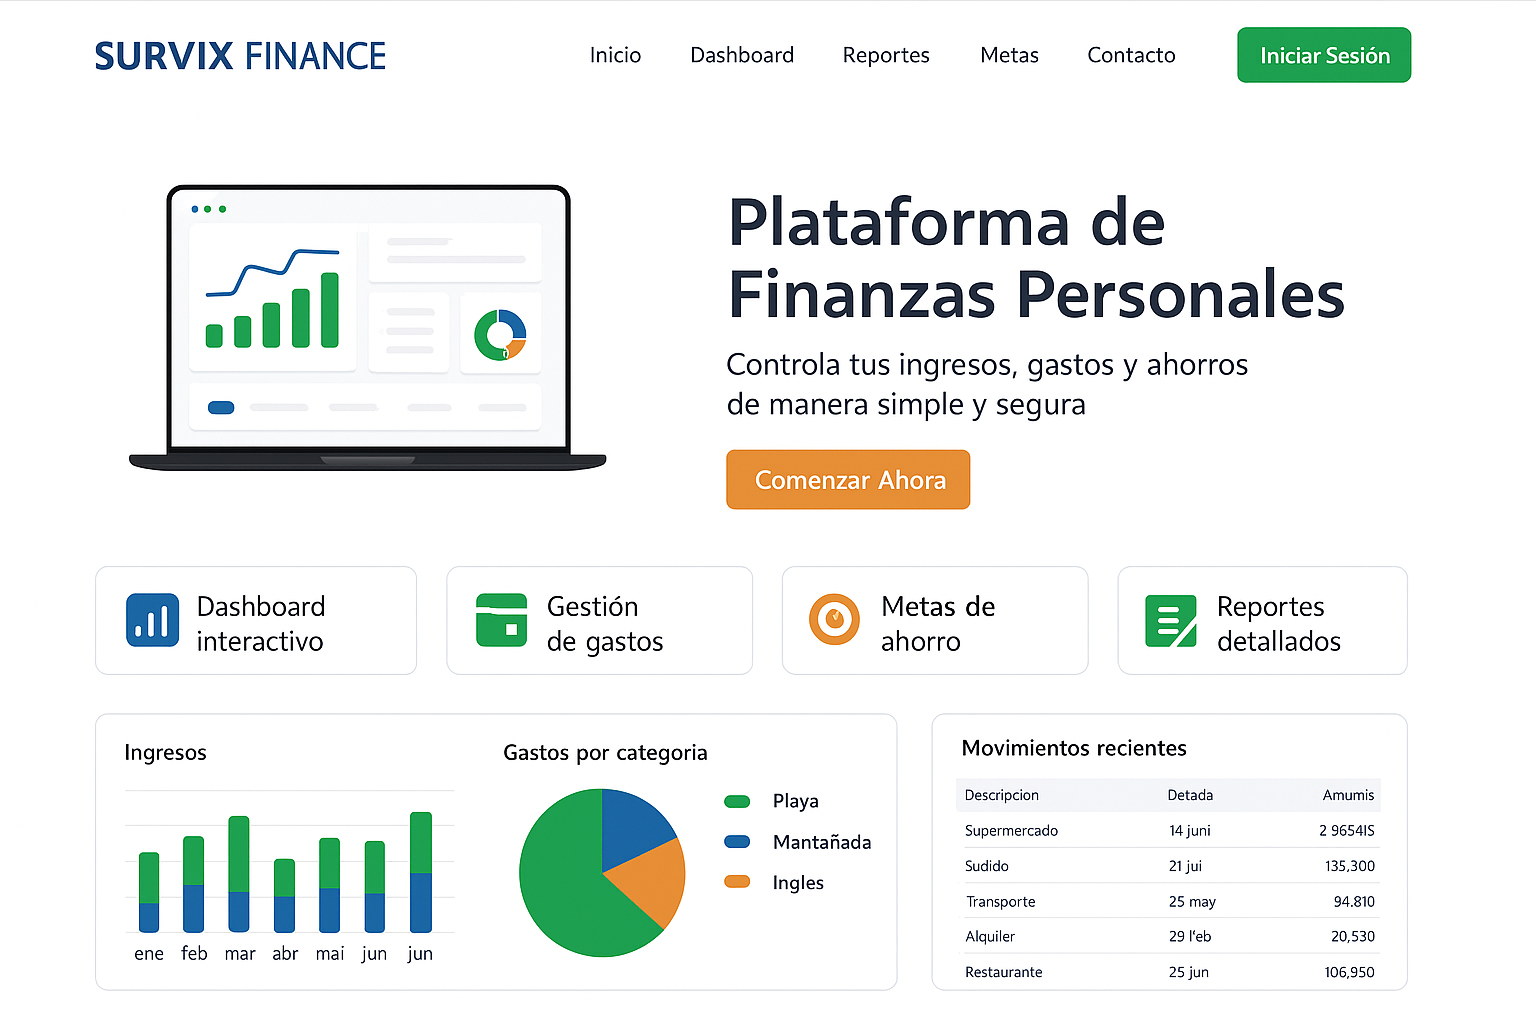 SURVIX FINANCE
Inicio
Dashboard
Reportes
Metas
Contacto
Iniciar Sesión
Plataforma de
Finanzas Personales
Controla tus ingresos, gastos y ahorros
de manera simple y segura
Comenzar Ahora
Dashboard
interactivo
Gestión
de gastos
Metas de
ahorro
Reportes
detallados
Ingresos
ene feb mar abr mai jun jun
Gastos por categoria
Playa
Mantañada
Ingles
Movimientos recientes
Descripcion Detada Amumis
Supermercado 14 juni 2 9654IS
Sudido 21 jui 135,300
Transporte 25 may 94.810
Alquiler 29 20,530
Restaurante 25 jun 106,950